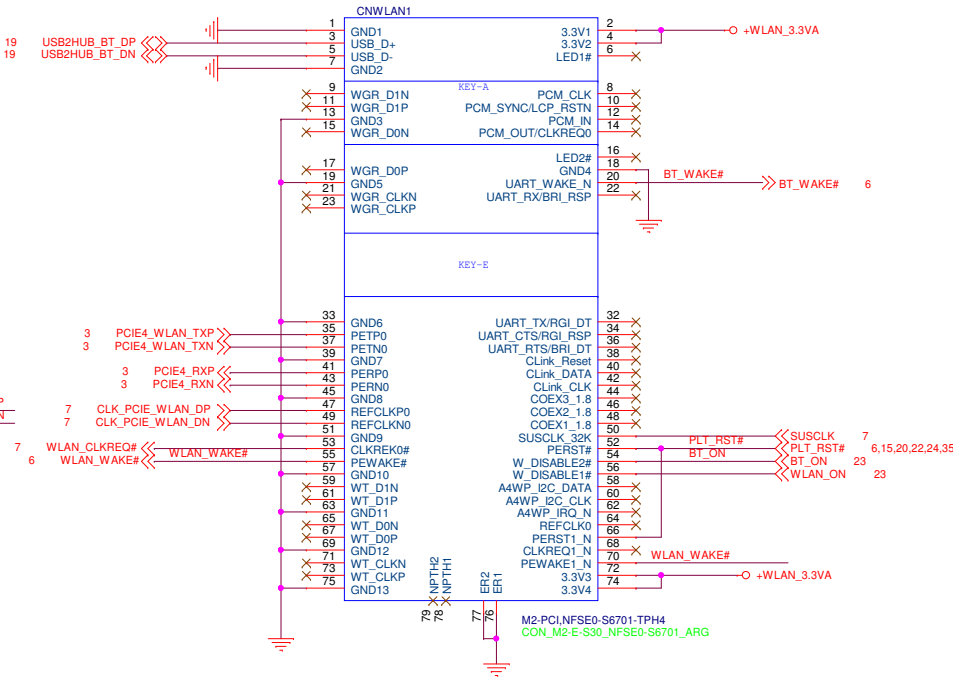 CNWLAN1
1 GND1 3.3V1 2 +WLAN_3.3VA
19 USB2HUB_BT_DP 3 USB_D+ 3.3V2 4
19 USB2HUB_BT_DN 5 USB_D- LED1# 6
7 GND2
KEY-A
9 WGR_D1N PCM_CLK 8
11 WGR_D1P PCM_SYNC/LCP_RSTN 10
13 GND3 PCM_IN 12
15 WGR_D0N PCM_OUT/CLKREQ0 14
LED2# 16
17 WGR_D0P GND4 18
19 GND5 UART_WAKE_N 20 BT_WAKE# BT_WAKE# 6
21 WGR_CLKN UART_RX/BRI_RSP 22
23 WGR_CLKP
KEY-E
33 GND6 UART_TX/RGI_DT 32
3 PCIE4_WLAN_TXP 35 PETP0 UART_CTS/RGI_RSP 34
3 PCIE4_WLAN_TXN 37 PETN0 UART_RTS/BRI_DT 36
39 GND7 CLink_Reset 38
3 PCIE4_RXP 41 PERP0 CLink_DATA 40
3 PCIE4_RXN 43 PERN0 CLink_CLK 42
P 45 GND8 COEX3_1.8 44
7 CLK_PCIE_WLAN_DP 47 REFCLKP0 COEX2_1.8 46
N 7 CLK_PCIE_WLAN_DN 49 REFCLKN0 COEX1_1.8 48
51 GND9 SUSCLK_32K 50 SUSCLK 7
7 WLAN_CLKREQ# 53 CLKREK0# PERST# 52 PLT_RST# PLT_RST# 6,15,20,22,24,35
6 WLAN_WAKE# WLAN_WAKE# 55 PEWAKE# W_DISABLE2# 54 BT_ON BT_ON 23
57 GND10 W_DISABLE1# 56 WLAN_ON 23
59 WT_D1N A4WP_I2C_DATA 58
61 WT_D1P A4WP_I2C_CLK 60
63 GND11 A4WP_IRQ_N 62
65 WT_D0N REFCLK0 64
67 WT_D0P PERST1_N 66
69 GND12 CLKREQ1_N 68
71 WT_CLKN PEWAKE1_N 70 WLAN_WAKE#
73 WT_CLKP 3.3V3 72 +WLAN_3.3VA
75 GND13 3.3V4 74
NPTH2 NPTH1 ER2 ER1
79 78 77 76
M2-PCI,NFSE0-S6701-TPH4
CON_M2-E-S30_NFSE0-S6701_ARG